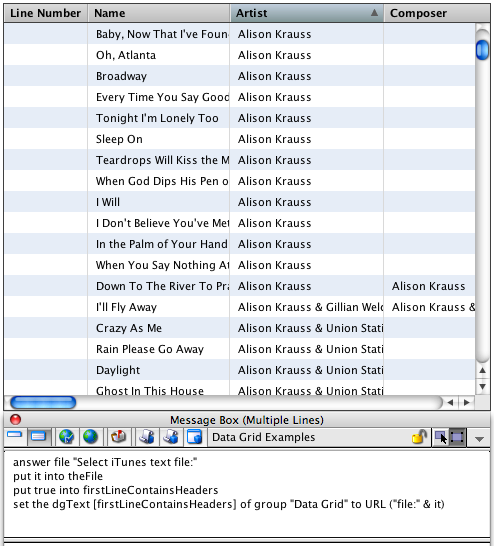 Line Number Name Artist Composer
Baby, Now That I've Foun Alison Krauss
Oh, Atlanta Alison Krauss
Broadway Alison Krauss
Every Time You Say Good Alison Krauss
Tonight I'm Lonely Too Alison Krauss
Sleep On Alison Krauss
Teardrops Will Kiss the M Alison Krauss
When God Dips His Pen o Alison Krauss
I Will Alison Krauss
I Don't Believe You've Met Alison Krauss
In the Palm of Your Hand Alison Krauss
When You Say Nothing At Alison Krauss
Down To The River To Pra Alison Krauss Alison Krauss
I'll Fly Away Alison Krauss & Gillian Welc Alison Krauss &
Crazy As Me Alison Krauss & Union Stati
Rain Please Go Away Alison Krauss & Union Stati
Daylight Alison Krauss & Union Stati
Ghost In This House Alison Krauss & Union Stati
Message Box (Multiple Lines)
Data Grid Examples
answer file "Select iTunes text file:"
put it into theFile
put true into firstLineContainsHeaders
set the dgText [firstLineContainsHeaders] of group "Data Grid" to URL ("file:" & it)